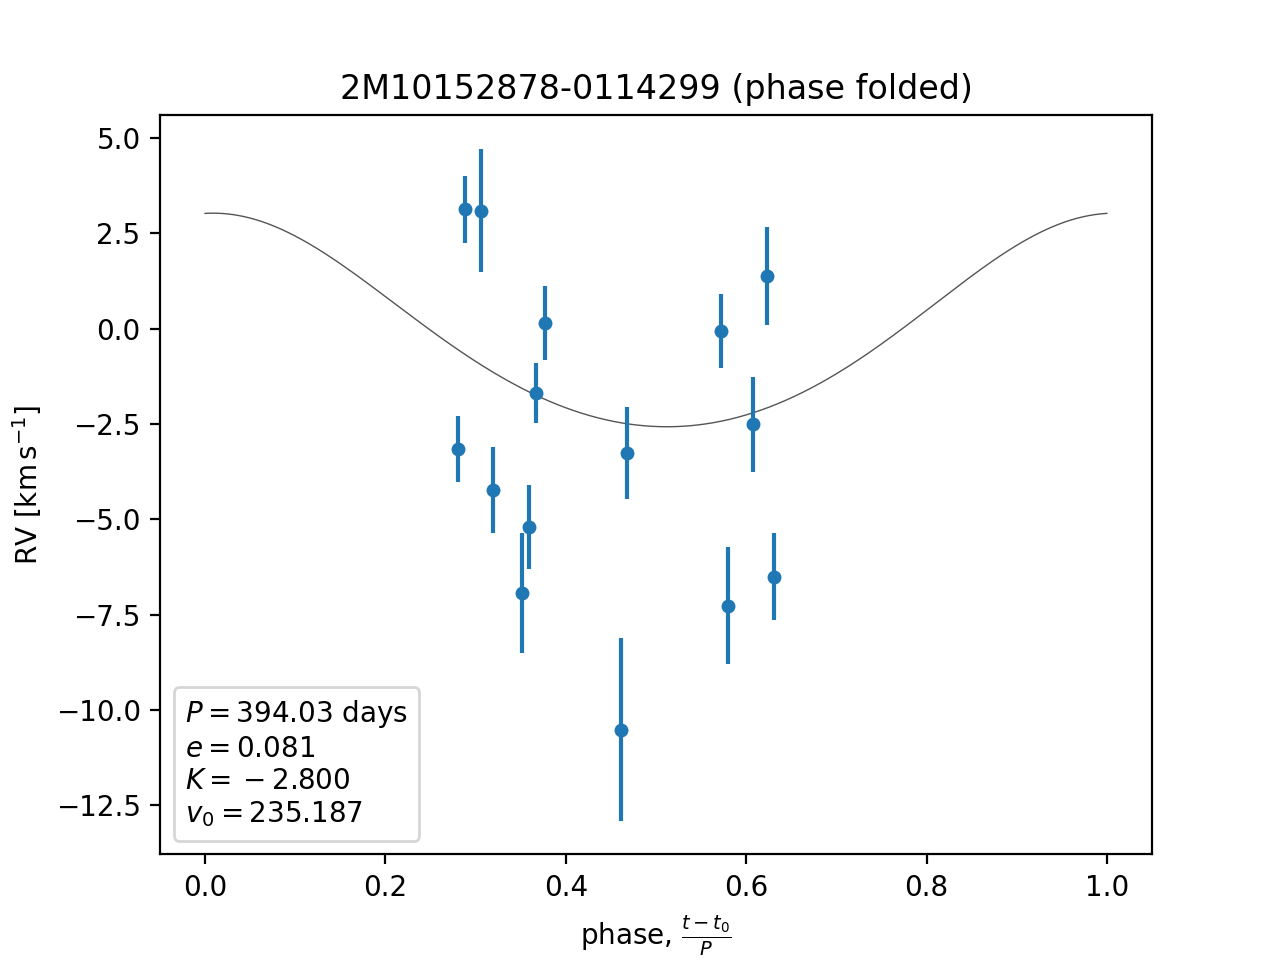 2M10152878-0114299 (phase folded)
5.0
2.5
0.0
−2.5
−5.0
−7.5
−10.0
−12.5
RV [km s⁻¹]
P = 394.03 days
e = 0.081
K = − 2.800
v₀ = 235.187
0.0 0.2 0.4 0.6 0.8 1.0
phase, (t − t₀)/P